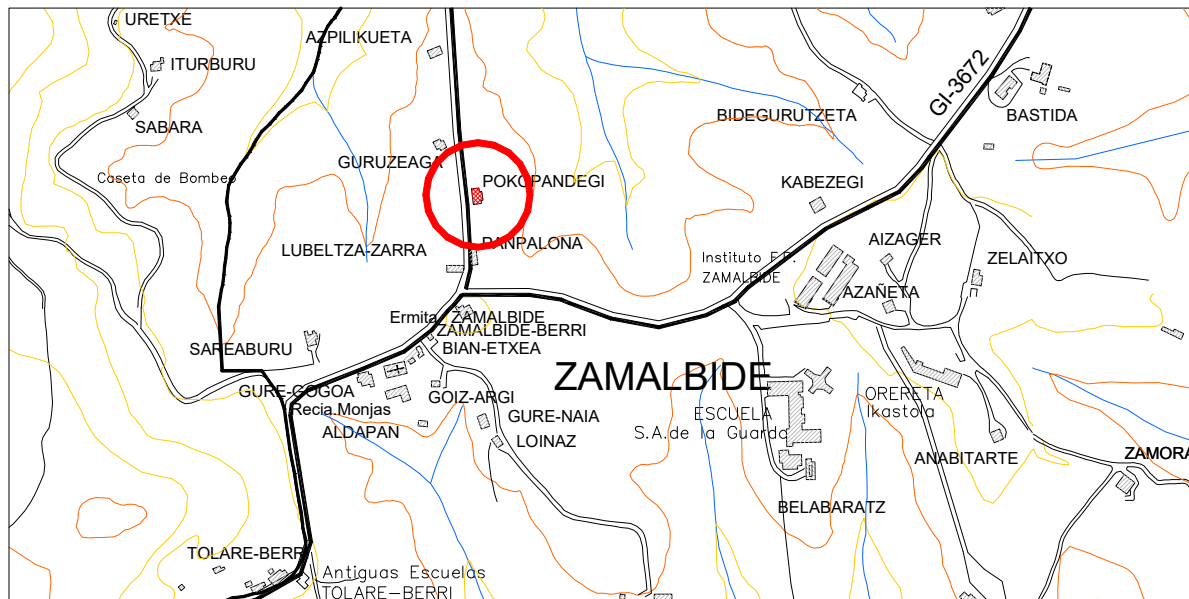 URETXE
AZPILIKUETA
ITURBURU
SABARA
GI-3672
BASTIDA
BIDEGURUTZETA
GURUZEAGA
Caseta de Bombeo
POKOPANDEGI
KABEZEGI
LUBELTZA-ZARRA
PANPALONA
AIZAGER
ZELAITXO
Instituto F.P.
ZAMALBIDE
AZAÑETA
Ermita
ZAMALBIDE
ZAMALBIDE-BERRI
BIAN-ETXEA
SAREABURU
ZAMALBIDE
GURE-GOGOA
GOIZ-ARGI
Recia.Monjas
ORERETA
Ikastola
GURE-NAIA
ESCUELA
S.A.de la Guarda
ALDAPAN
LOINAZ
ANABITARTE
ZAMORA
BELABARATZ
TOLARE-BERRI
Antiguas Escuelas
TOLARE-BERRI